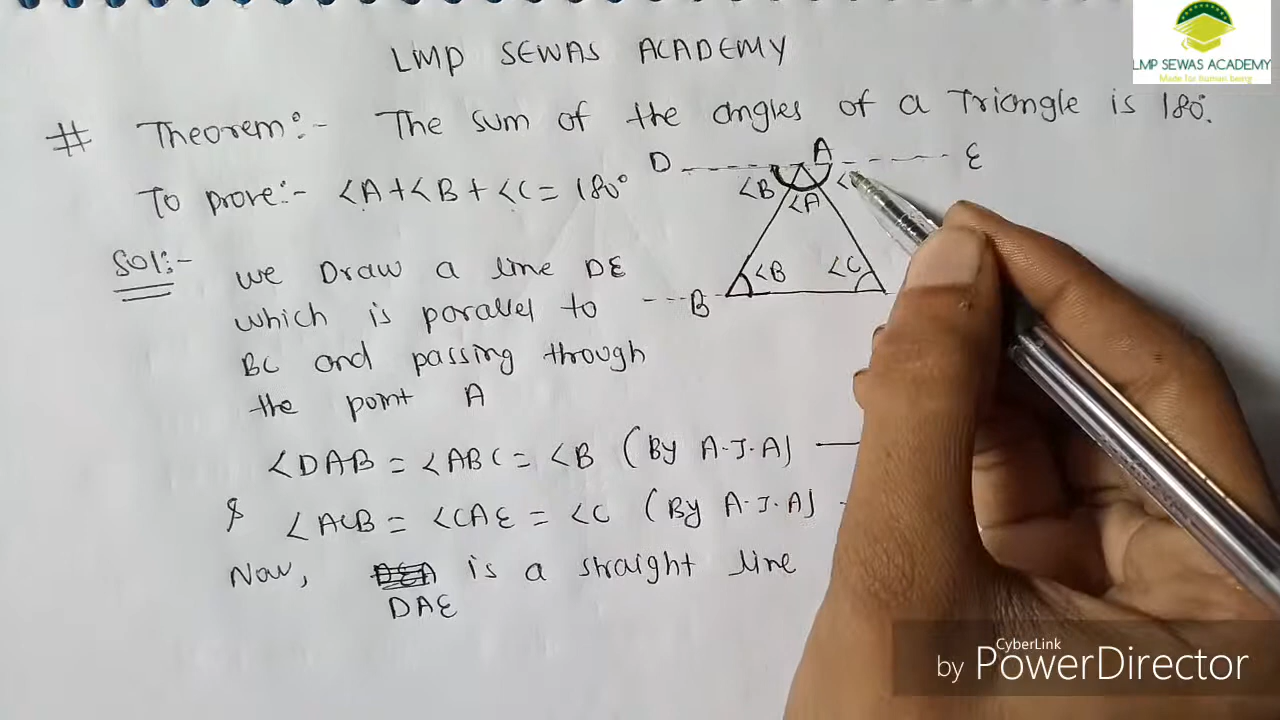 LMP SEWAS ACADEMY
LMP SEWAS ACADEMY
Made for human being
# Theorem:- The sum of the angles of a Triangle is 180°.
To prove:- <A+<B+<C=180°
D A E
<B <A
<B <C
B
Sol:- we Draw a line DE
which is parallel to
BC and passing through
the point A
<DAB = <ABC = <B (By A.I.A)
& <ACB = <CAE = <C (By A.I.A)
Now, is a straight line
DAE
CyberLink
by PowerDirector